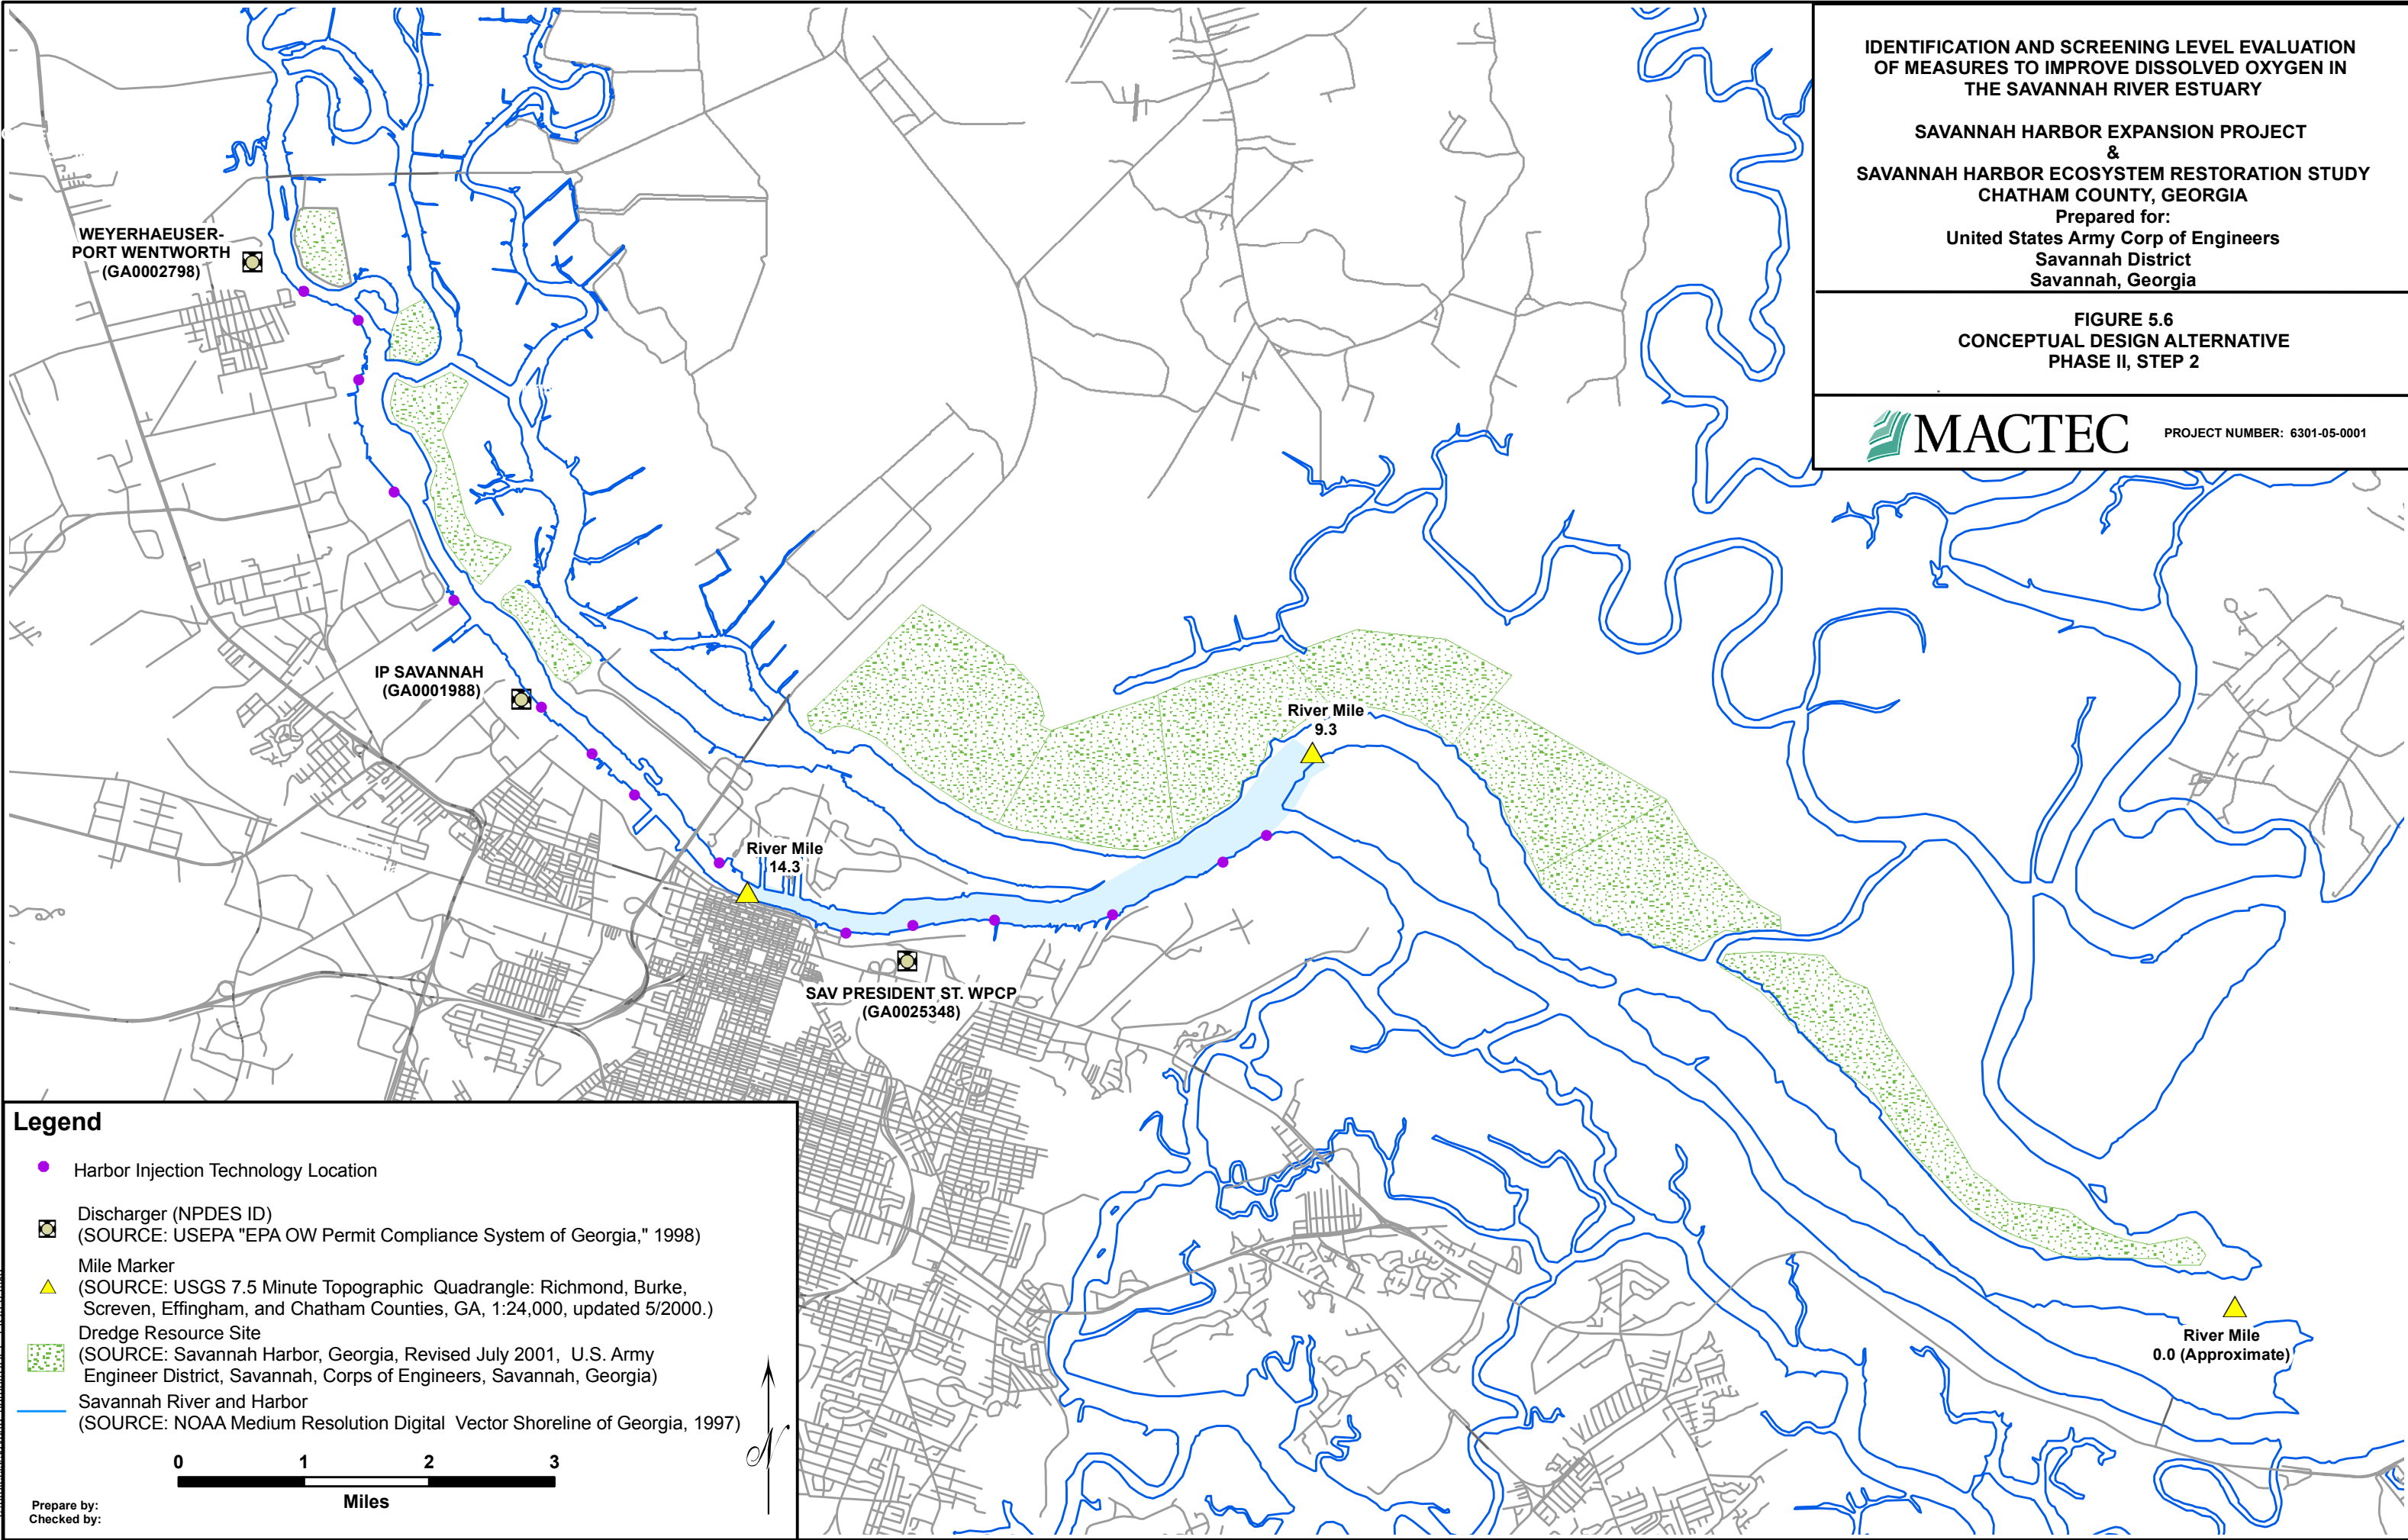 IDENTIFICATION AND SCREENING LEVEL EVALUATION
OF MEASURES TO IMPROVE DISSOLVED OXYGEN IN
THE SAVANNAH RIVER ESTUARY
SAVANNAH HARBOR EXPANSION PROJECT
&
SAVANNAH HARBOR ECOSYSTEM RESTORATION STUDY
CHATHAM COUNTY, GEORGIA
Prepared for:
United States Army Corp of Engineers
Savannah District
Savannah, Georgia
FIGURE 5.6
CONCEPTUAL DESIGN ALTERNATIVE
PHASE II, STEP 2
MACTEC
PROJECT NUMBER: 6301-05-0001
WEYERHAEUSER-
PORT WENTWORTH
(GA0002798)
IP SAVANNAH
(GA0001988)
River Mile
9.3
River Mile
14.3
SAV PRESIDENT ST. WPCP
(GA0025348)
River Mile
0.0 (Approximate)
Legend
Harbor Injection Technology Location
Discharger (NPDES ID)
(SOURCE: USEPA "EPA OW Permit Compliance System of Georgia," 1998)
Mile Marker
(SOURCE: USGS 7.5 Minute Topographic Quadrangle: Richmond, Burke,
Screven, Effingham, and Chatham Counties, GA, 1:24,000, updated 5/2000.)
Dredge Resource Site
(SOURCE: Savannah Harbor, Georgia, Revised July 2001, U.S. Army
Engineer District, Savannah, Corps of Engineers, Savannah, Georgia)
Savannah River and Harbor
(SOURCE: NOAA Medium Resolution Digital Vector Shoreline of Georgia, 1997)
0 1 2 3
Miles
N
Prepare by:
Checked by: